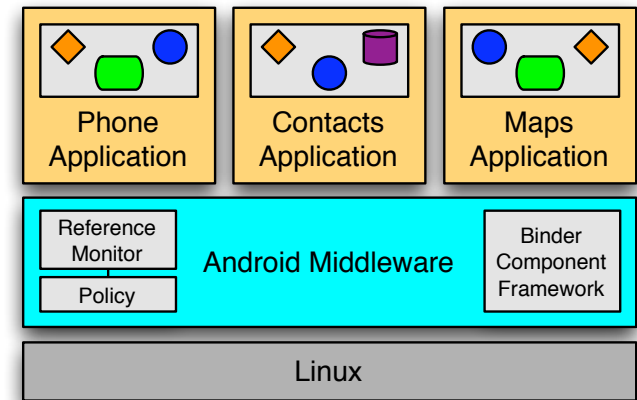 Phone
Application
Contacts
Application
Maps
Application
Reference
Monitor
Policy
Android Middleware
Binder
Component
Framework
Linux